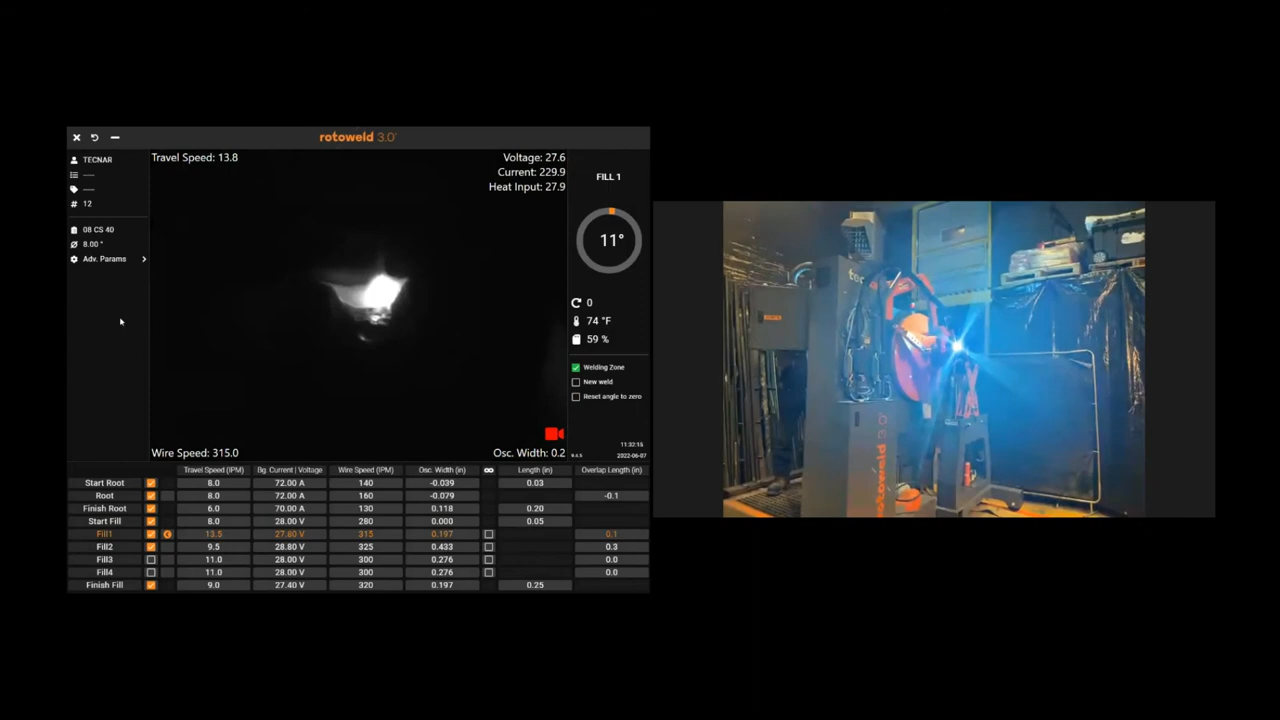 rotoweld 3.0
TECNAR
Travel Speed: 13.8
Voltage: 27.6
Current: 229.9
Heat Input: 27.9
# 12
08 CS 40
8.00 "
Adv. Params
FILL 1
11°
0
74 °F
59 %
Welding Zone
New weld
Reset angle to zero
11:32:15
9.4.5 2022-06-07
Wire Speed: 315.0
Osc. Width: 0.2
Travel Speed (IPM) Bg. Current | Voltage Wire Speed (IPM) Osc. Width (in) Length (in) Overlap Length (in)
Start Root 8.0 72.00 A 140 -0.039 0.03
Root 8.0 72.00 A 160 -0.079 -0.1
Finish Root 6.0 70.00 A 130 0.118 0.20
Start Fill 8.0 28.00 V 280 0.000 0.05
Fill1 13.5 27.80 V 315 0.197 0.1
Fill2 9.5 28.80 V 325 0.433 0.3
Fill3 11.0 28.00 V 300 0.276 0.0
Fill4 11.0 28.00 V 300 0.276 0.0
Finish Fill 9.0 27.40 V 320 0.197 0.25
tec
rotoweld 3.0